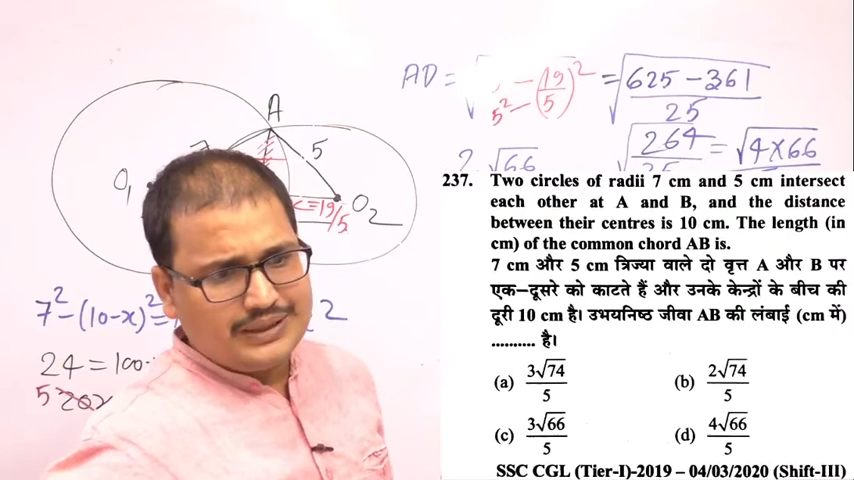 AD = √ 5² - (19/5)² = √(625 - 361)/25
√264 = √4×66
√66
A
7
5
O₁
x = 19/5
O₂
7² - (10-x)² =
2
24 = 100
5
237. Two circles of radii 7 cm and 5 cm intersect
each other at A and B, and the distance
between their centres is 10 cm. The length (in
cm) of the common chord AB is.
7 cm और 5 cm त्रिज्या वाले दो वृत्त A और B पर
एक-दूसरे को काटते हैं और उनके केन्द्रों के बीच की
दूरी 10 cm है। उभयनिष्ठ जीवा AB की लंबाई (cm में)
.......... है।
(a) 3√74/5
(b) 2√74/5
(c) 3√66/5
(d) 4√66/5
SSC CGL (Tier-I)-2019 – 04/03/2020 (Shift-III)